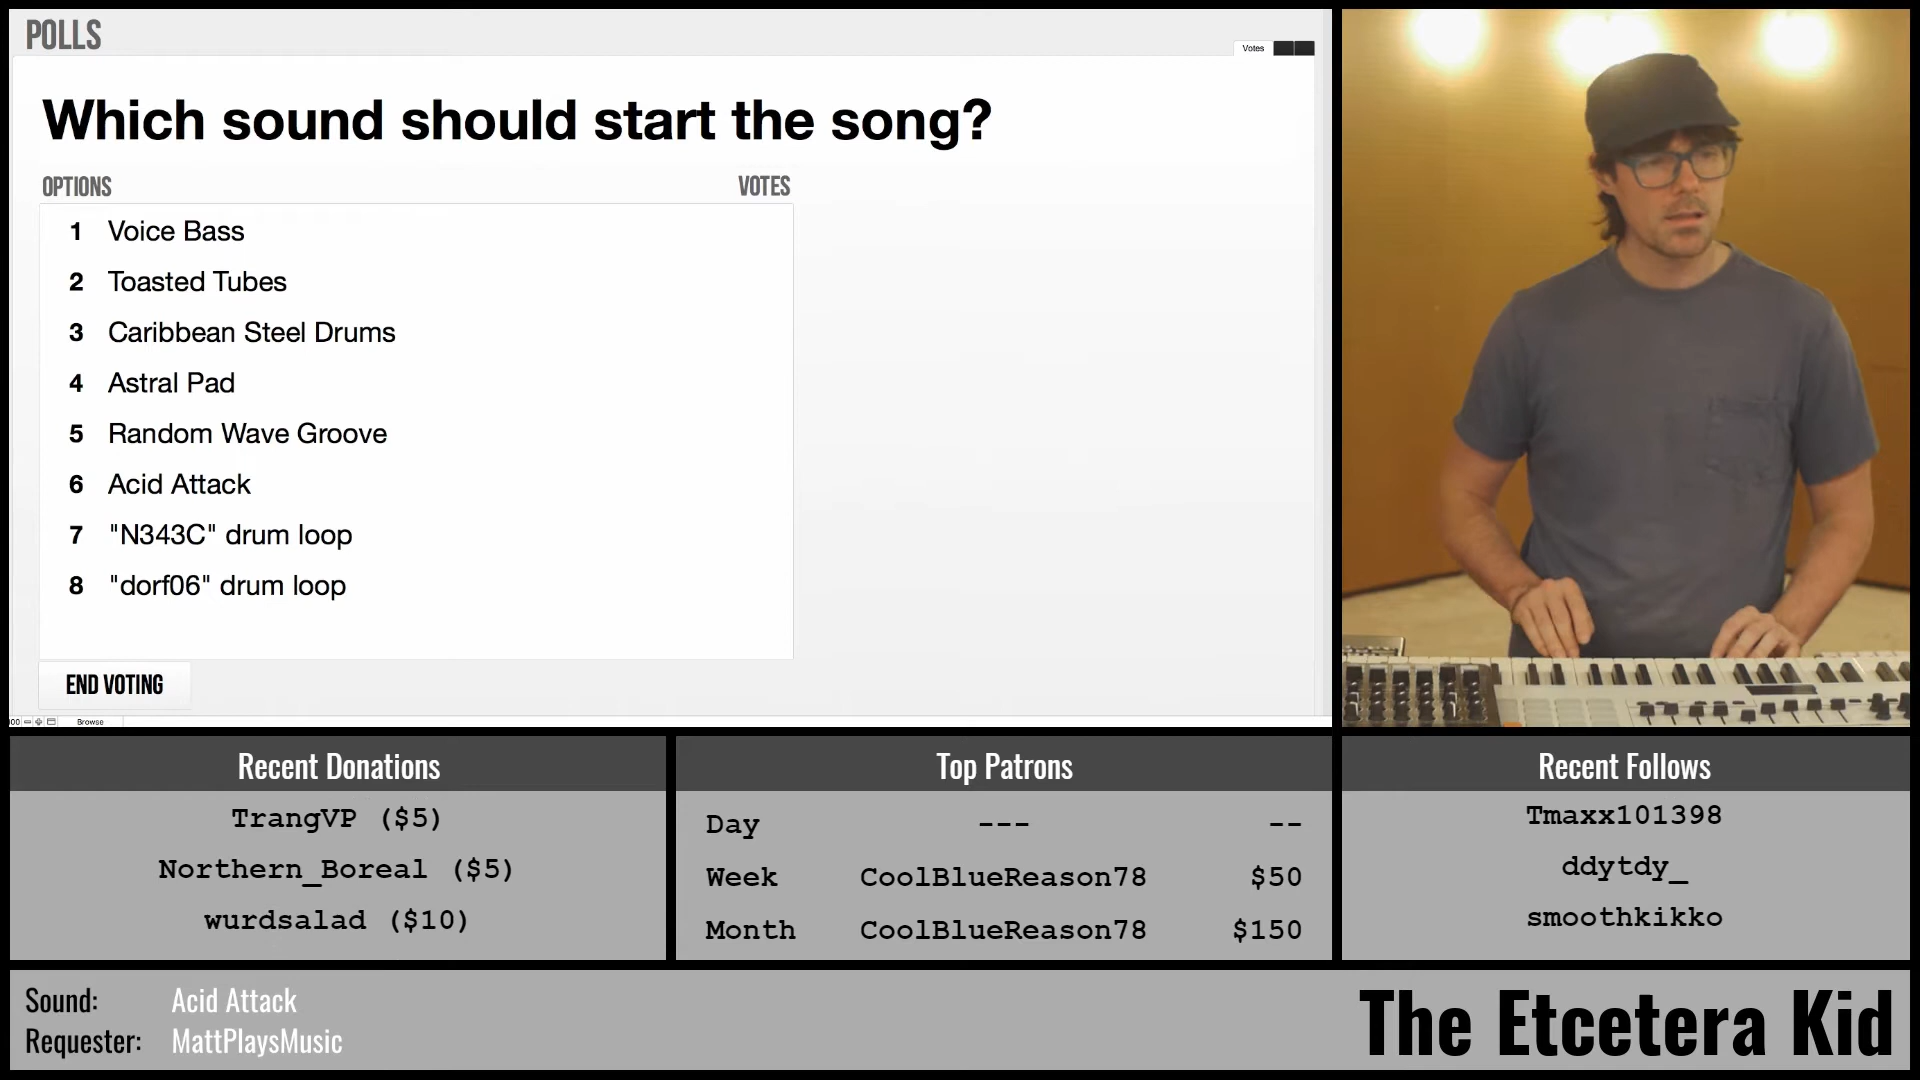 POLLS
Votes
Which sound should start the song?
OPTIONS VOTES
1 Voice Bass
2 Toasted Tubes
3 Caribbean Steel Drums
4 Astral Pad
5 Random Wave Groove
6 Acid Attack
7 "N343C" drum loop
8 "dorf06" drum loop
END VOTING
Browse
Recent Donations
TrangVP ($5)
Northern_Boreal ($5)
wurdsalad ($10)
Top Patrons
Day --- --
Week CoolBlueReason78 $50
Month CoolBlueReason78 $150
Recent Follows
Tmaxx101398
ddytdy_
smoothkikko
Sound: Acid Attack
Requester: MattPlaysMusic
The Etcetera Kid